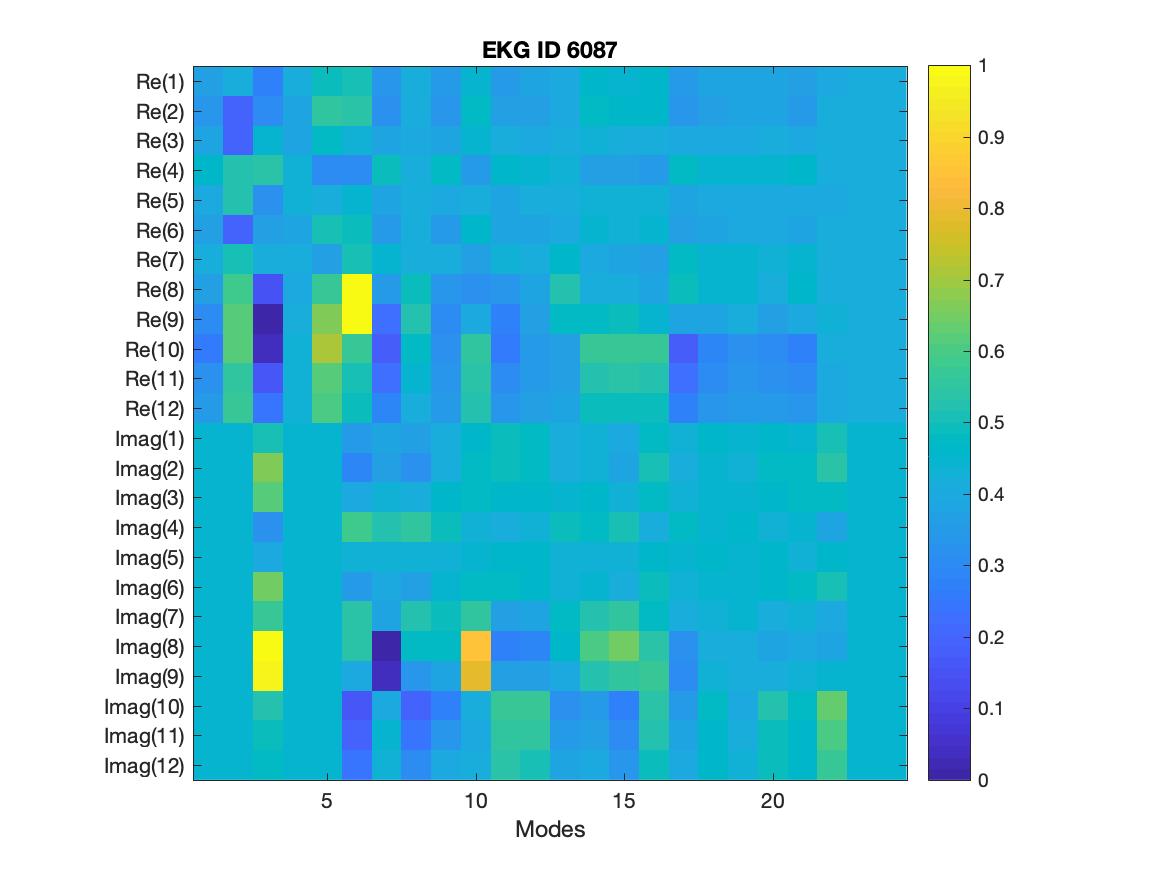 EKG ID 6087
Re(1)
Re(2)
Re(3)
Re(4)
Re(5)
Re(6)
Re(7)
Re(8)
Re(9)
Re(10)
Re(11)
Re(12)
Imag(1)
Imag(2)
Imag(3)
Imag(4)
Imag(5)
Imag(6)
Imag(7)
Imag(8)
Imag(9)
Imag(10)
Imag(11)
Imag(12)
5 10 15 20
Modes
1
0.9
0.8
0.7
0.6
0.5
0.4
0.3
0.2
0.1
0